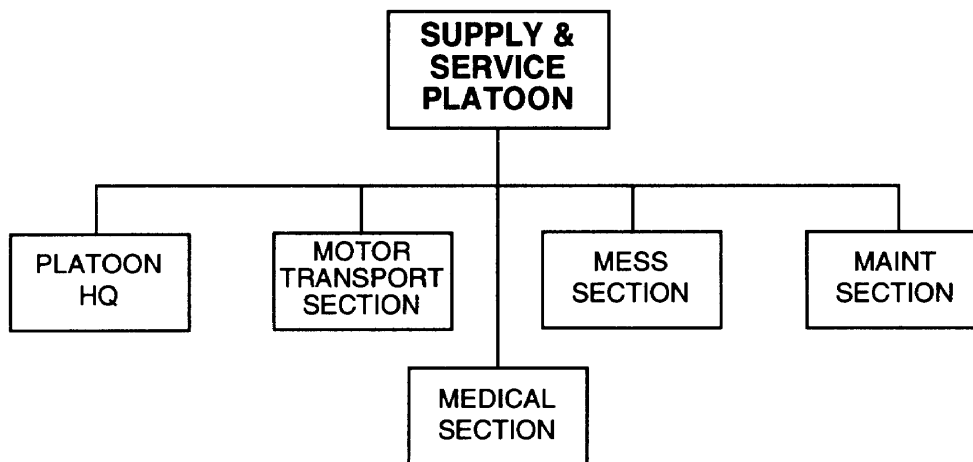 SUPPLY &
SERVICE
PLATOON
PLATOON
HQ
MOTOR
TRANSPORT
SECTION
MESS
SECTION
MAINT
SECTION
MEDICAL
SECTION